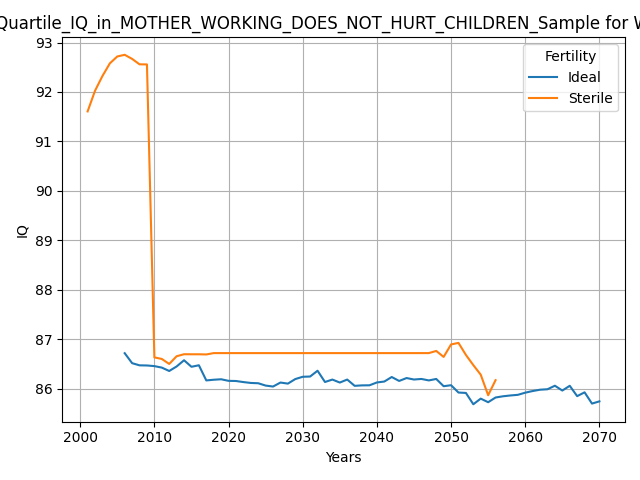 Quartile_IQ_in_MOTHER_WORKING_DOES_NOT_HURT_CHILDREN_Sample for
Fertility
Ideal
Sterile
93
92
91
90
89
88
87
86
IQ
2000 2010 2020 2030 2040 2050 2060 2070
Years